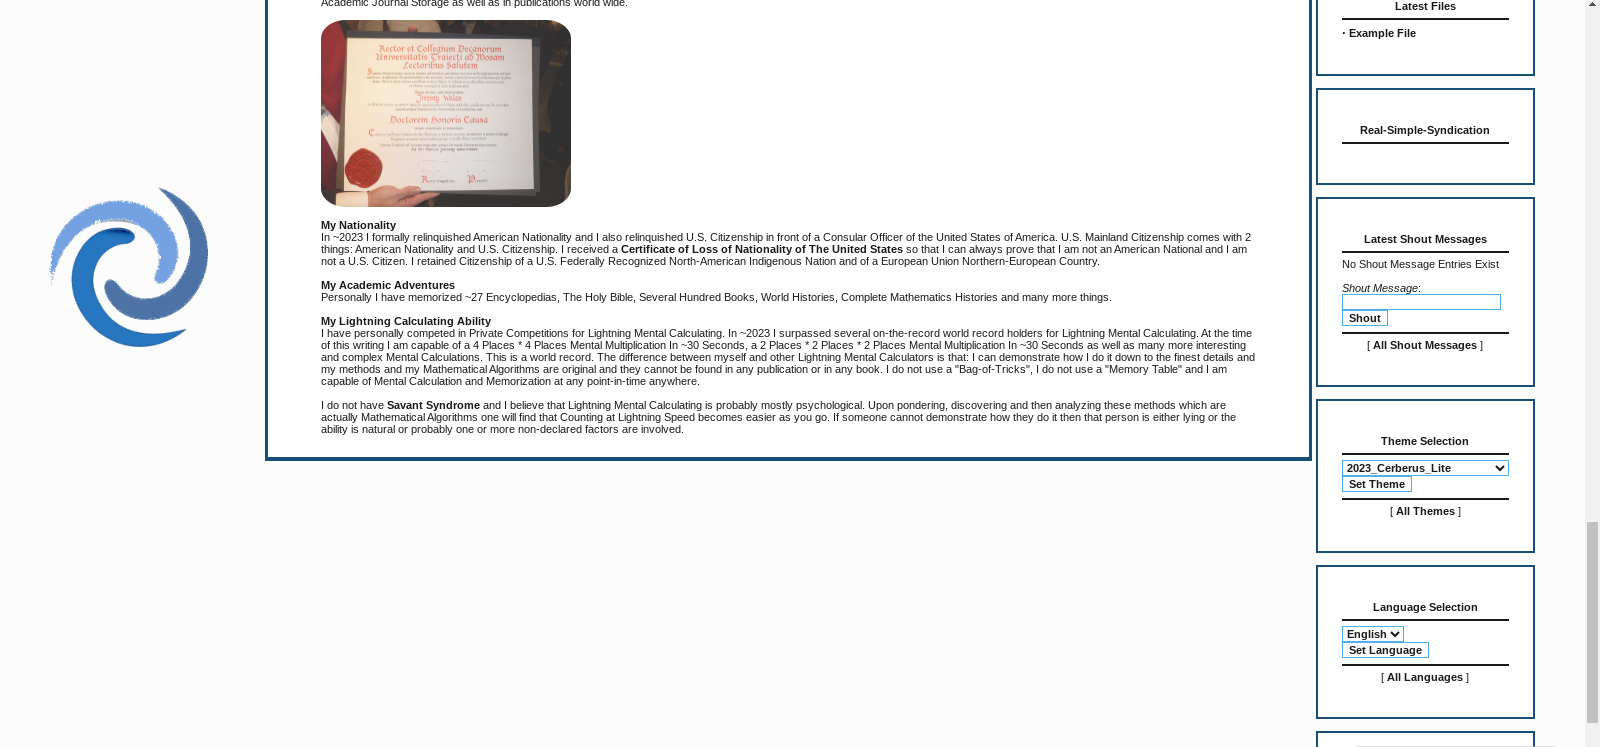 Academic Journal Storage as well as in publications world wide.
Rector et Collegium Decanorum
Universitatis Traiecti ad Mosam
Lectoribus Salutem
Jimmy Wales
Doctorem Honoris Causa
My Nationality
In ~2023 I formally relinquished American Nationality and I also relinquished U.S. Citizenship in front of a Consular Officer of the United States of America. U.S. Mainland Citizenship comes with 2
things: American Nationality and U.S. Citizenship. I received a Certificate of Loss of Nationality of The United States so that I can always prove that I am not an American National and I am
not a U.S. Citizen. I retained Citizenship of a U.S. Federally Recognized North-American Indigenous Nation and of a European Union Northern-European Country.
My Academic Adventures
Personally I have memorized ~27 Encyclopedias, The Holy Bible, Several Hundred Books, World Histories, Complete Mathematics Histories and many more things.
My Lightning Calculating Ability
I have personally competed in Private Competitions for Lightning Mental Calculating. In ~2023 I surpassed several on-the-record world record holders for Lightning Mental Calculating. At the time
of this writing I am capable of a 4 Places * 4 Places Mental Multiplication In ~30 Seconds, a 2 Places * 2 Places * 2 Places Mental Multiplication In ~30 Seconds as well as many more interesting
and complex Mental Calculations. This is a world record. The difference between myself and other Lightning Mental Calculators is that: I can demonstrate how I do it down to the finest details and
my methods and my Mathematical Algorithms are original and they cannot be found in any publication or in any book. I do not use a "Bag-of-Tricks", I do not use a "Memory Table" and I am
capable of Mental Calculation and Memorization at any point-in-time anywhere.
I do not have Savant Syndrome and I believe that Lightning Mental Calculating is probably mostly psychological. Upon pondering, discovering and then analyzing these methods which are
actually Mathematical Algorithms one will find that Counting at Lightning Speed becomes easier as you go. If someone cannot demonstrate how they do it then that person is either lying or the
ability is natural or probably one or more non-declared factors are involved.
Latest Files
· Example File
Real-Simple-Syndication
Latest Shout Messages
No Shout Message Entries Exist
Shout Message:
Shout
[ All Shout Messages ]
Theme Selection
2023_Cerberus_Lite
Set Theme
[ All Themes ]
Language Selection
English
Set Language
[ All Languages ]